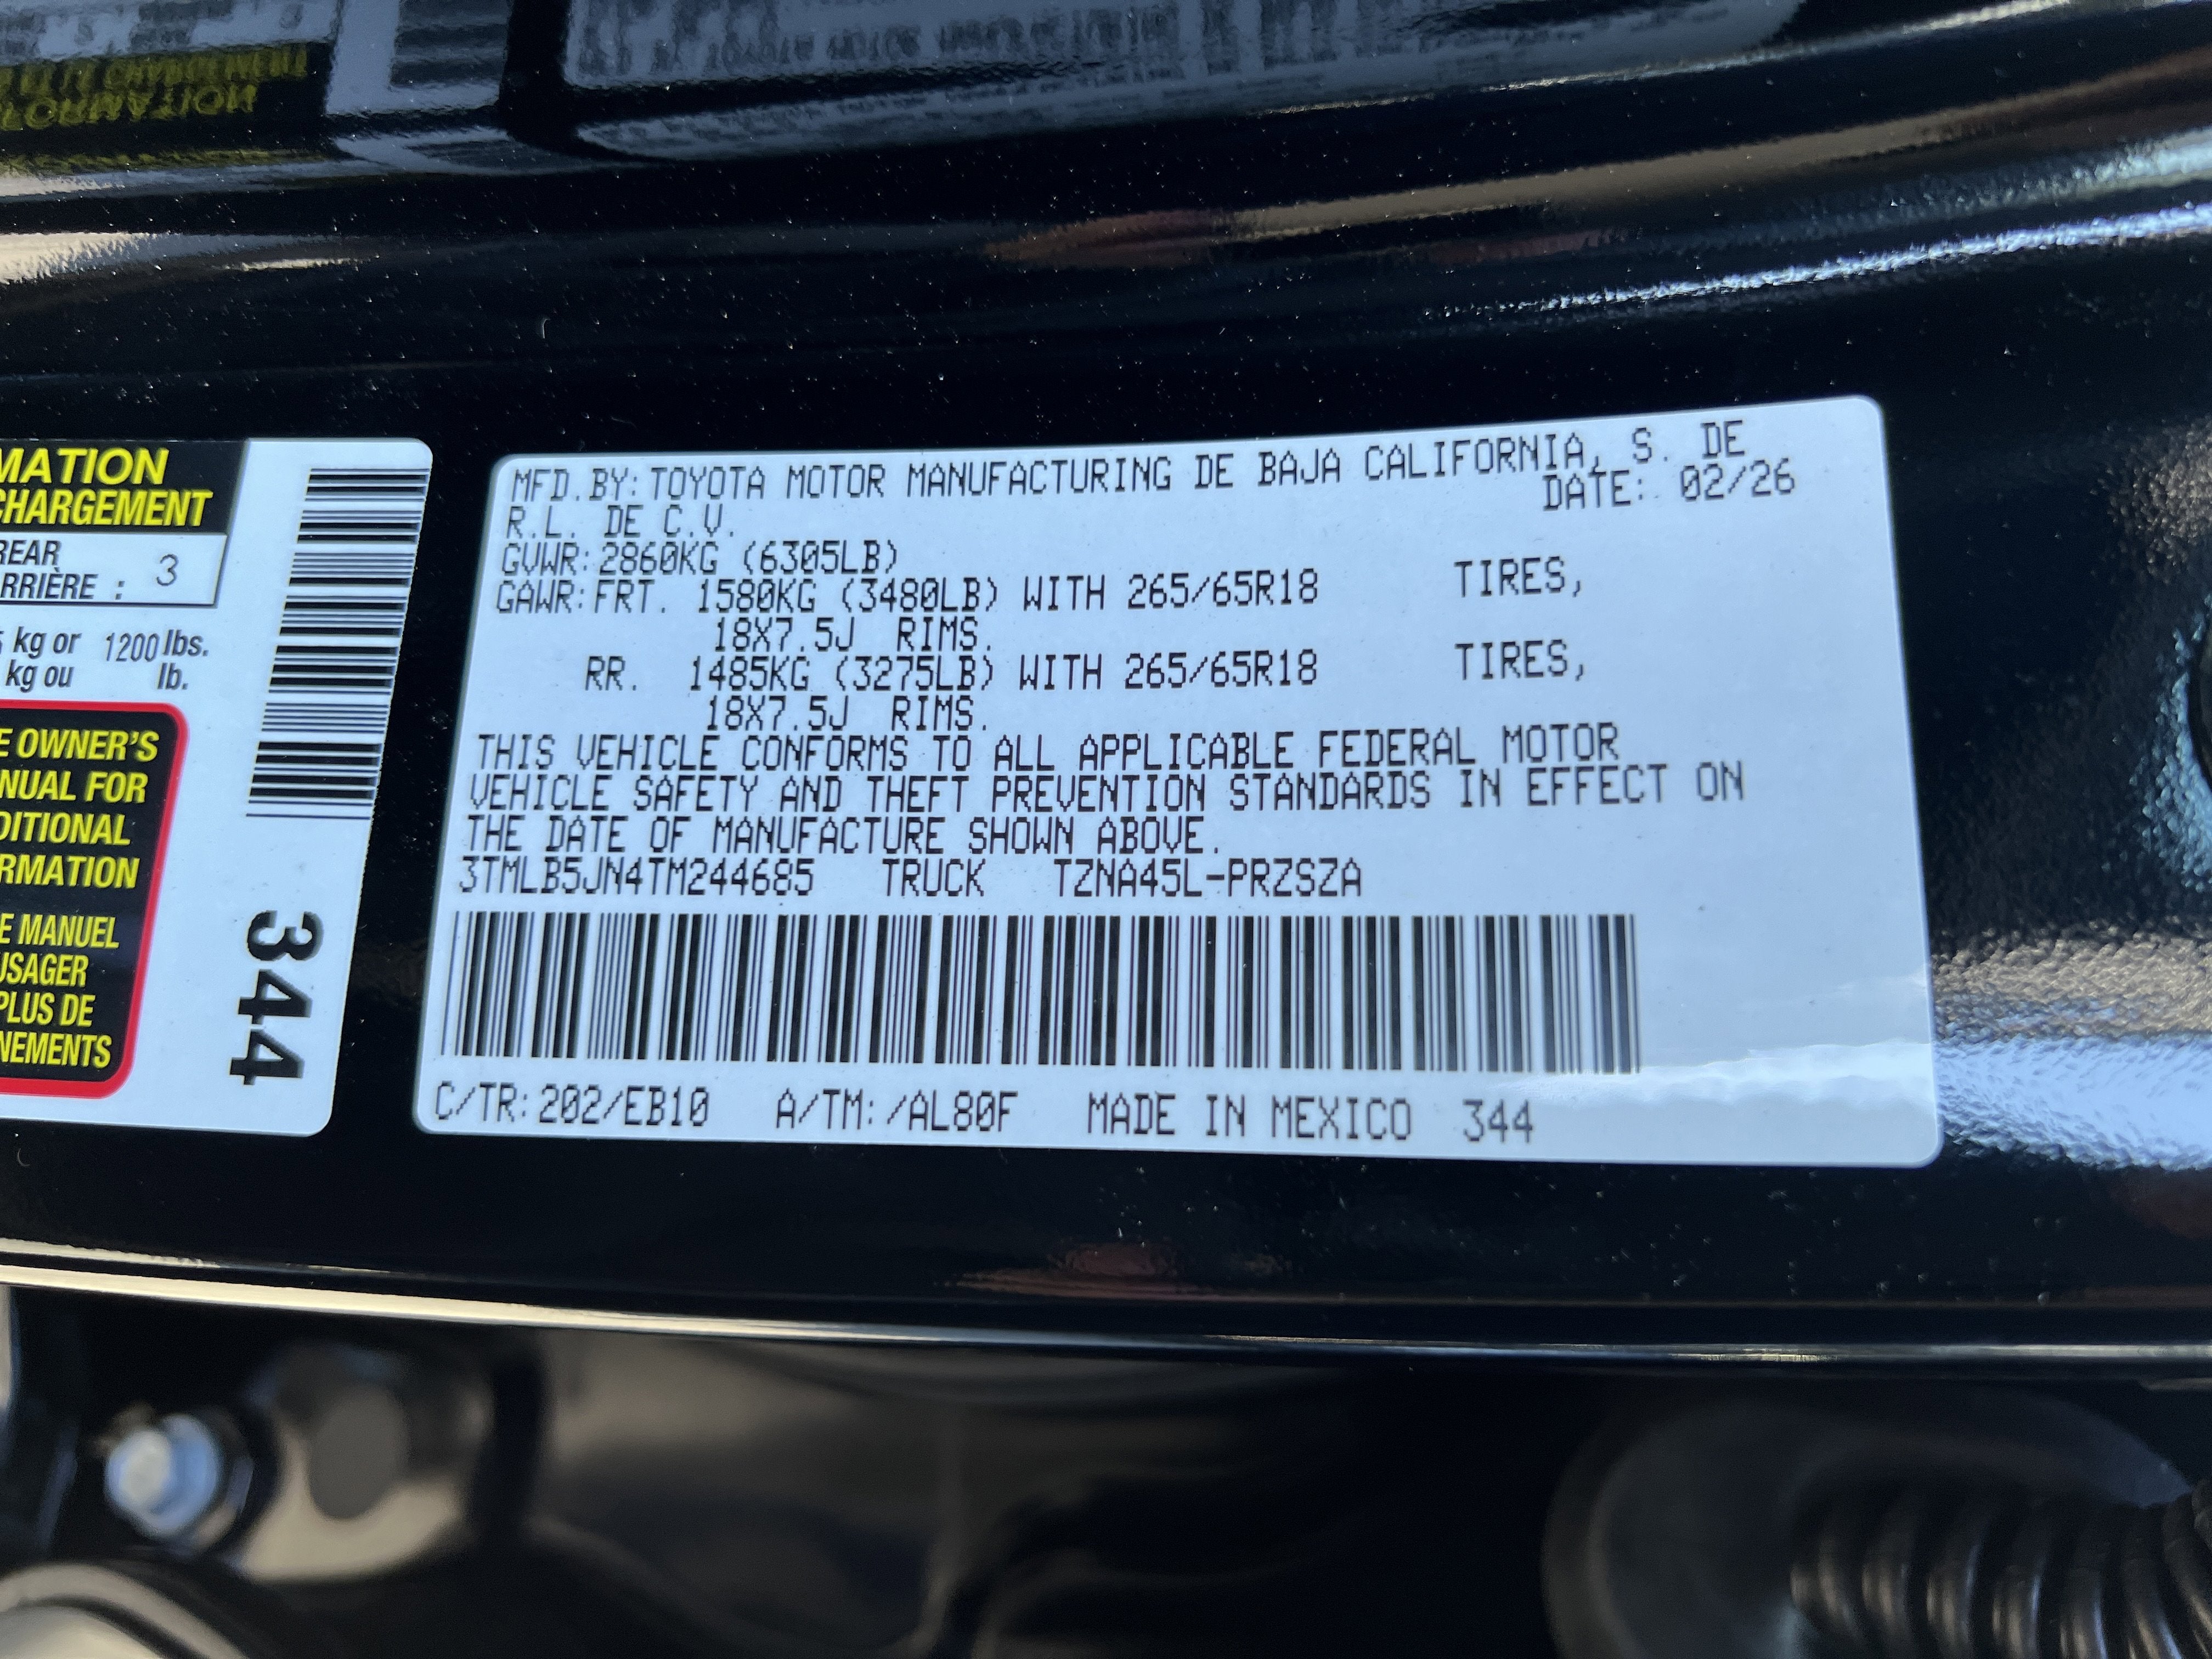 MATION
CHARGEMENT
REAR
RRIÈRE : 3
kg or 1200 lbs.
kg ou lb.
E OWNER'S
NUAL FOR
DITIONAL
RMATION
E MANUEL
USAGER
PLUS DE
NEMENTS
344
MFD.BY:TOYOTA MOTOR MANUFACTURING DE BAJA CALIFORNIA, S. DE
R.L. DE C.V. DATE: 02/26
GVWR:2860KG (6305LB)
GAWR:FRT. 1580KG (3480LB) WITH 265/65R18 TIRES,
18X7.5J RIMS.
RR. 1485KG (3275LB) WITH 265/65R18 TIRES,
18X7.5J RIMS.
THIS VEHICLE CONFORMS TO ALL APPLICABLE FEDERAL MOTOR
VEHICLE SAFETY AND THEFT PREVENTION STANDARDS IN EFFECT ON
THE DATE OF MANUFACTURE SHOWN ABOVE.
3TMLB5JN4TM244685 TRUCK TZNA45L-PRZSZA
C/TR:202/EB10 A/TM:/AL80F MADE IN MEXICO 344